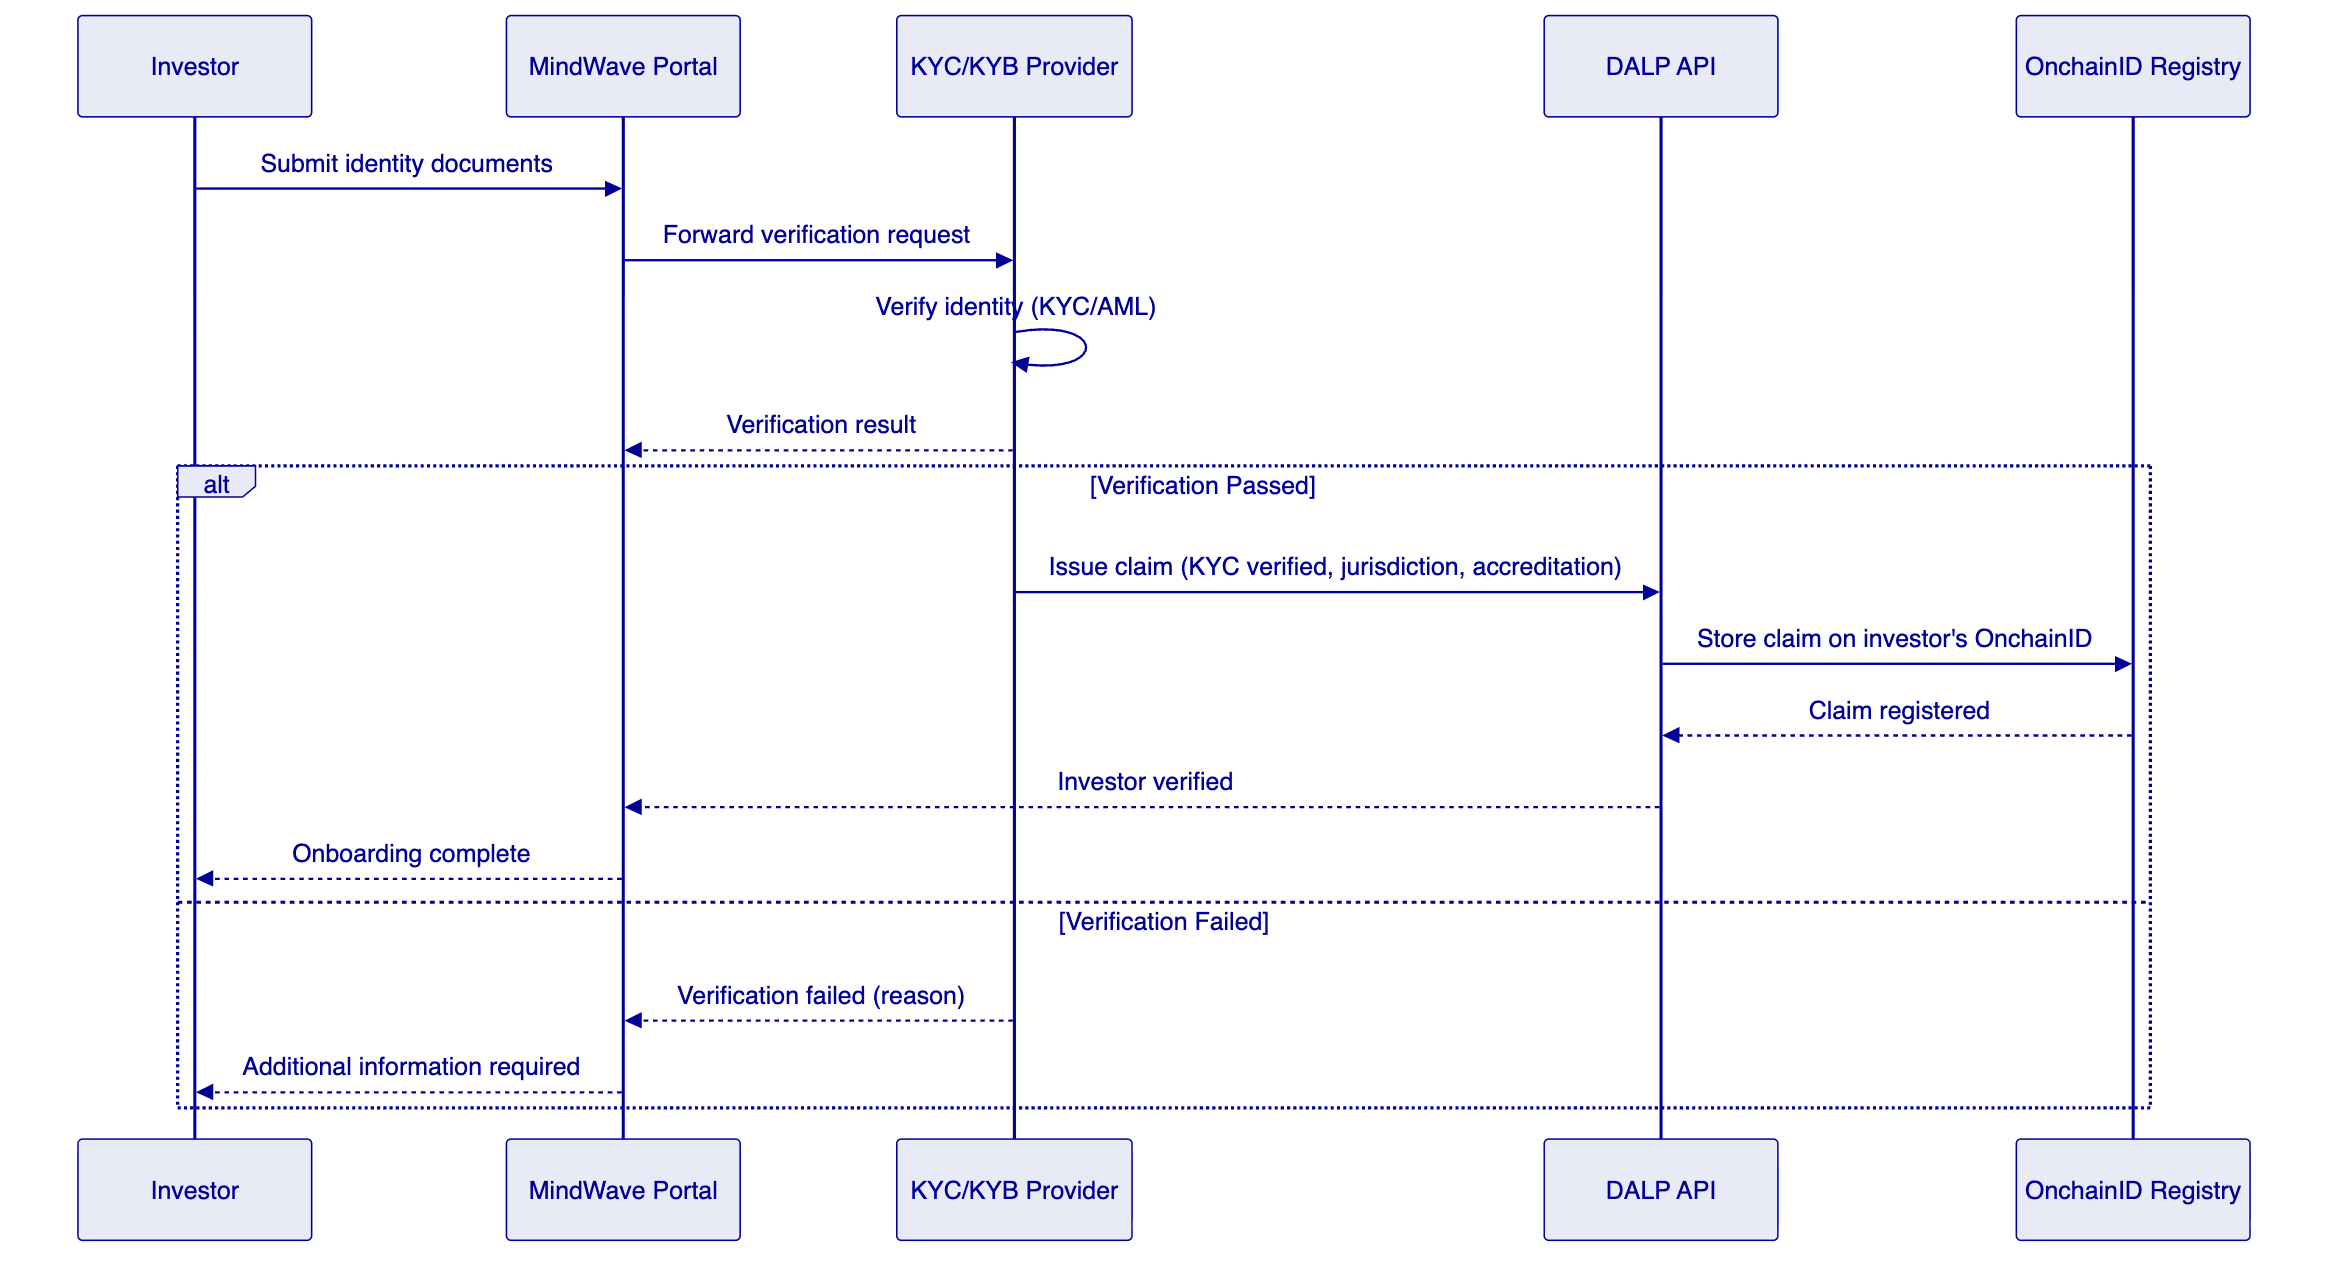 Investor
MindWave Portal
KYC/KYB Provider
DALP API
OnchainID Registry
Submit identity documents
Forward verification request
Verify identity (KYC/AML)
Verification result
alt
[Verification Passed]
Issue claim (KYC verified, jurisdiction, accreditation)
Store claim on investor's OnchainID
Claim registered
Investor verified
Onboarding complete
[Verification Failed]
Verification failed (reason)
Additional information required
Investor
MindWave Portal
KYC/KYB Provider
DALP API
OnchainID Registry